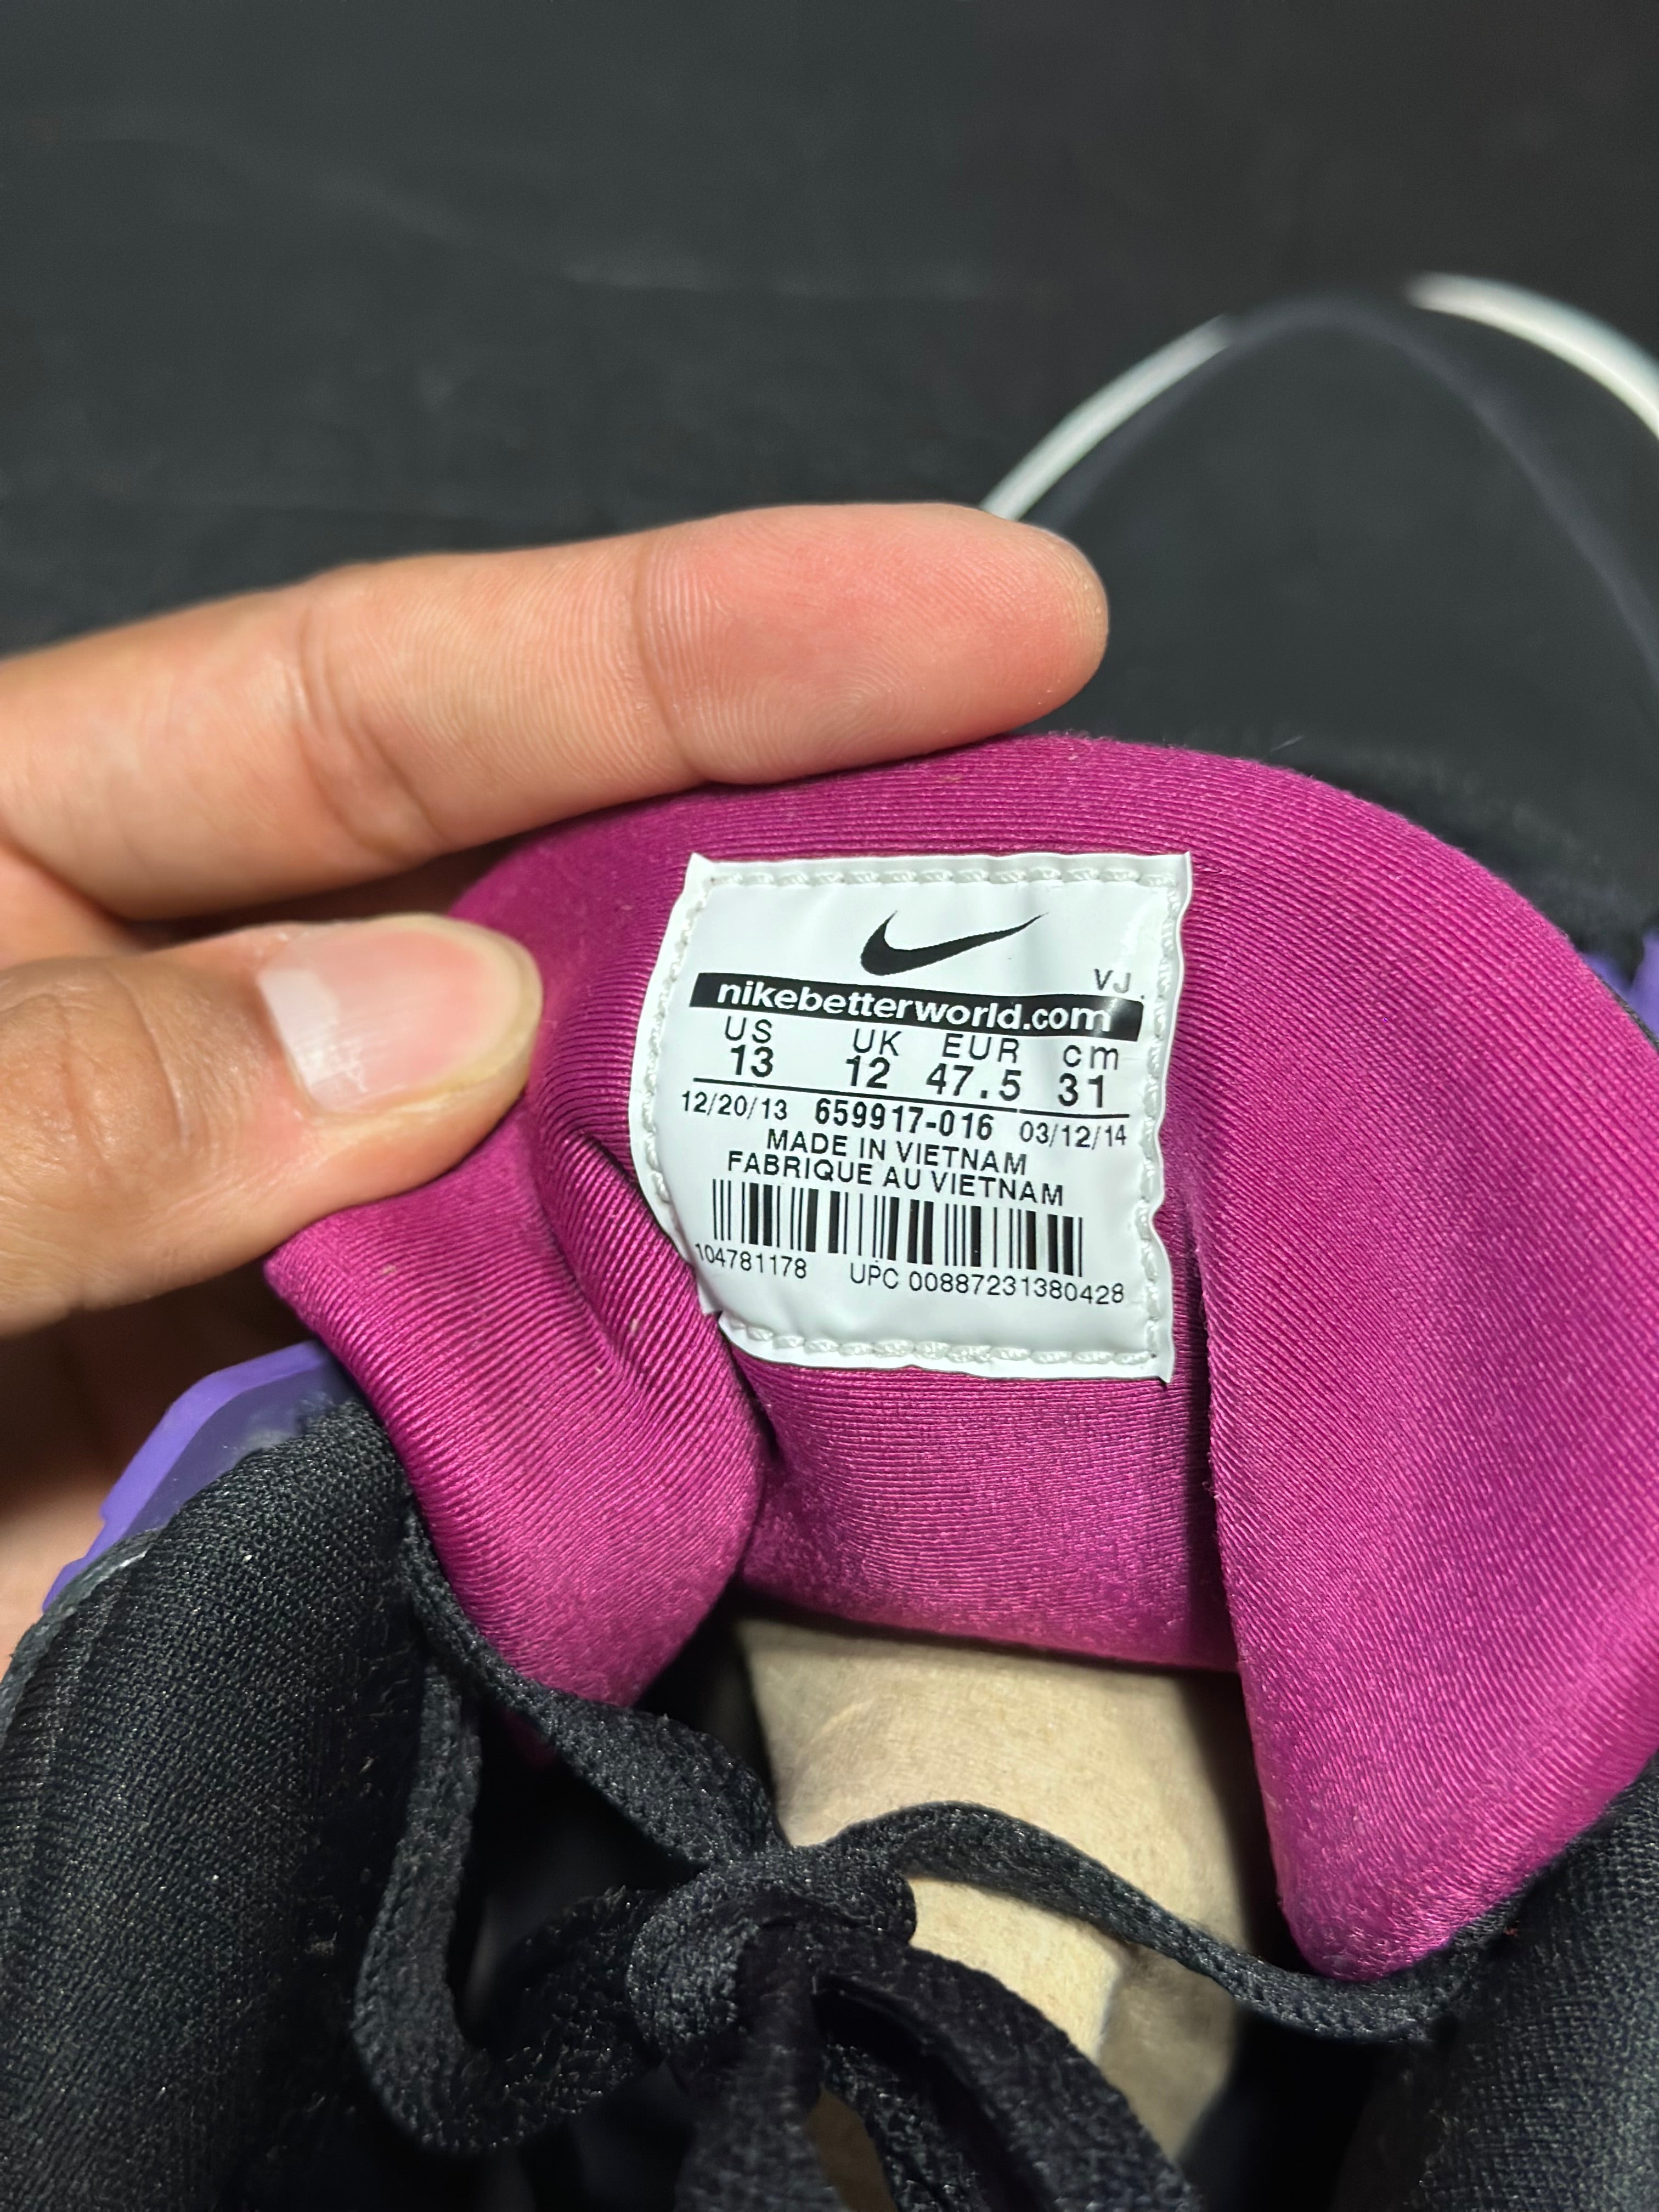 VJ
nikebetterworld.com
US UK EUR cm
13 12 47.5 31
12/20/13 659917-016 03/12/14
MADE IN VIETNAM
FABRIQUE AU VIETNAM
104781178 UPC 00887231380428